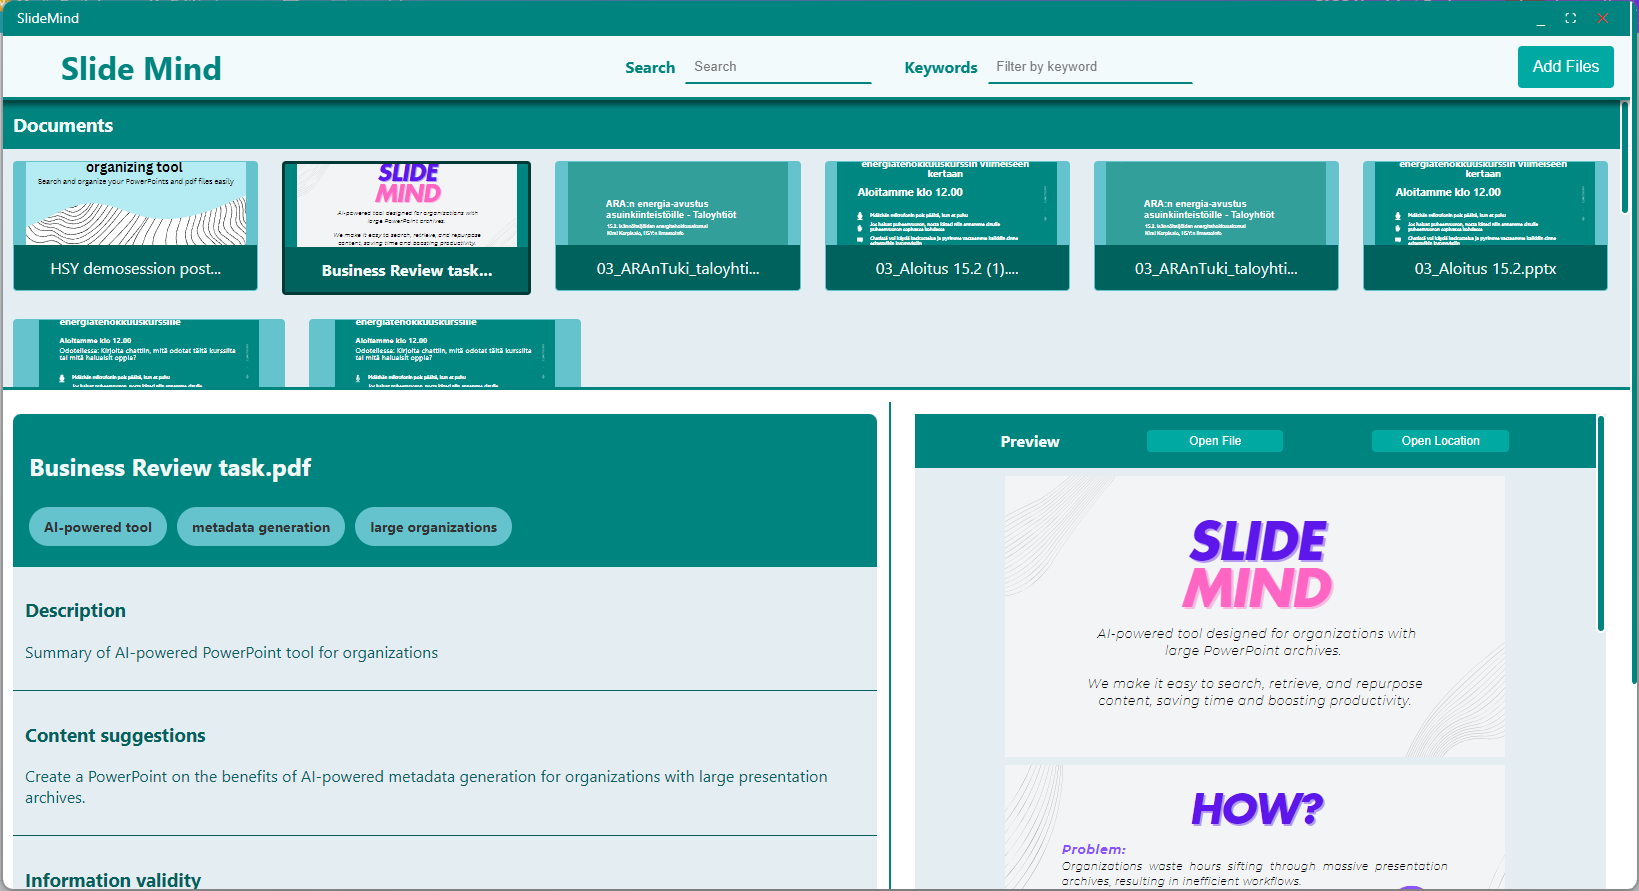 SlideMind
Slide Mind
Search
Search
Keywords
Filter by keyword
Add Files
Documents
organizing tool
Search and organize your PowerPoints and pdf files easily
HSY demosession post...
SLIDE
MIND
AI-powered tool designed for organizations with
large PowerPoint archives.
We make it easy to search, retrieve, and repurpose
content, saving time and boosting productivity.
Business Review task...
ARA:n energia-avustus
asuinkiinteistöille - Taloyhtiöt
03_ARAnTuki_taloyhti...
energiatehokkuuskurssin viimeiseen
kertaan
Aloitamme klo 12.00
03_Aloitus 15.2 (1)....
ARA:n energia-avustus
asuinkiinteistöille - Taloyhtiöt
03_ARAnTuki_taloyhti...
energiatehokkuuskurssin viimeiseen
kertaan
Aloitamme klo 12.00
03_Aloitus 15.2.pptx
energiatehokkuuskurssille
Aloitamme klo 12.00
Odotellessa: Kirjoita chattiin, mitä odotat tältä kurssilta
tai mitä haluaisit oppia?
energiatehokkuuskurssille
Aloitamme klo 12.00
Odotellessa: Kirjoita chattiin, mitä odotat tältä kurssilta
tai mitä haluaisit oppia?
Business Review task.pdf
AI-powered tool
metadata generation
large organizations
Description
Summary of AI-powered PowerPoint tool for organizations
Content suggestions
Create a PowerPoint on the benefits of AI-powered metadata generation for organizations with large presentation
archives.
Information validity
Preview
Open File
Open Location
SLIDE
MIND
AI-powered tool designed for organizations with
large PowerPoint archives.
We make it easy to search, retrieve, and repurpose
content, saving time and boosting productivity.
HOW?
Problem:
Organizations waste hours sifting through massive presentation
archives, resulting in inefficient workflows.